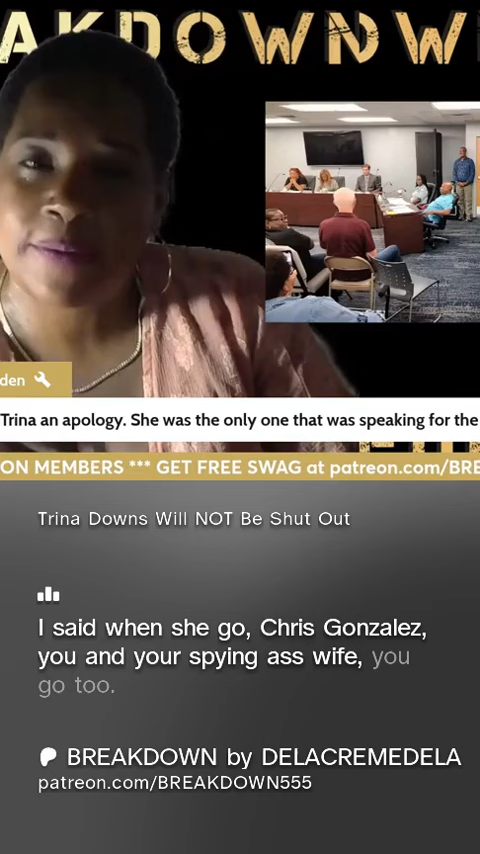 AKDOWNDW
den
Trina an apology. She was the only one that was speaking for the
ON MEMBERS *** GET FREE SWAG at patreon.com/BRE
Trina Downs Will NOT Be Shut Out
I said when she go, Chris Gonzalez,
you and your spying ass wife, you
go too.
BREAKDOWN by DELACREMEDELA
patreon.com/BREAKDOWN555